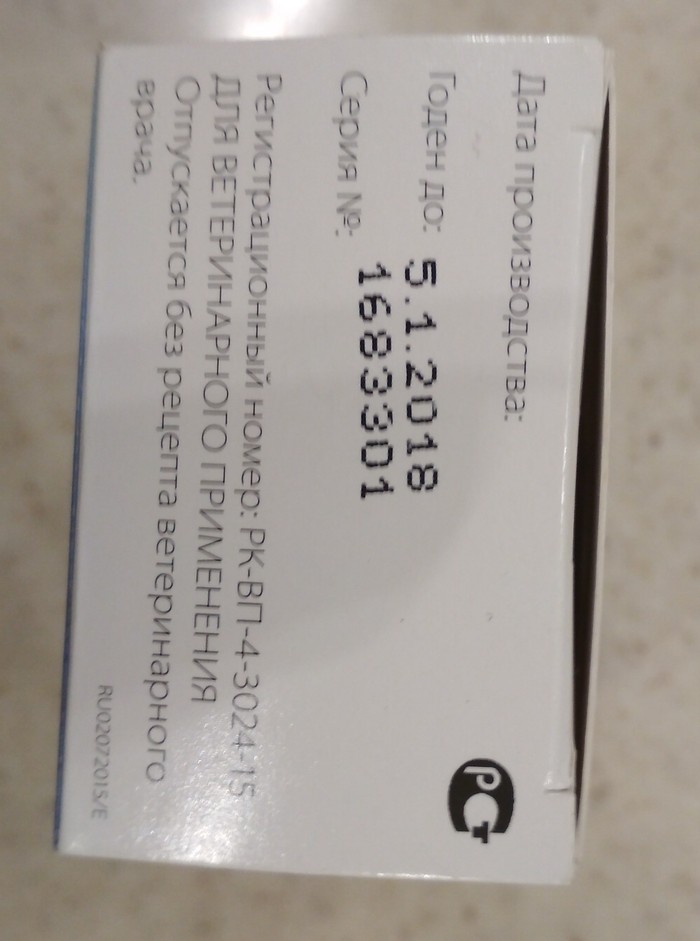 Дата производства:
Годен до: 5.1.2018
Серия №: 1683301
Регистрационный номер: РК-ВП-4-3024-15
ДЛЯ ВЕТЕРИНАРНОГО ПРИМЕНЕНИЯ
Отпускается без рецепта ветеринарного
врача.
RU02072015/E
РСТ